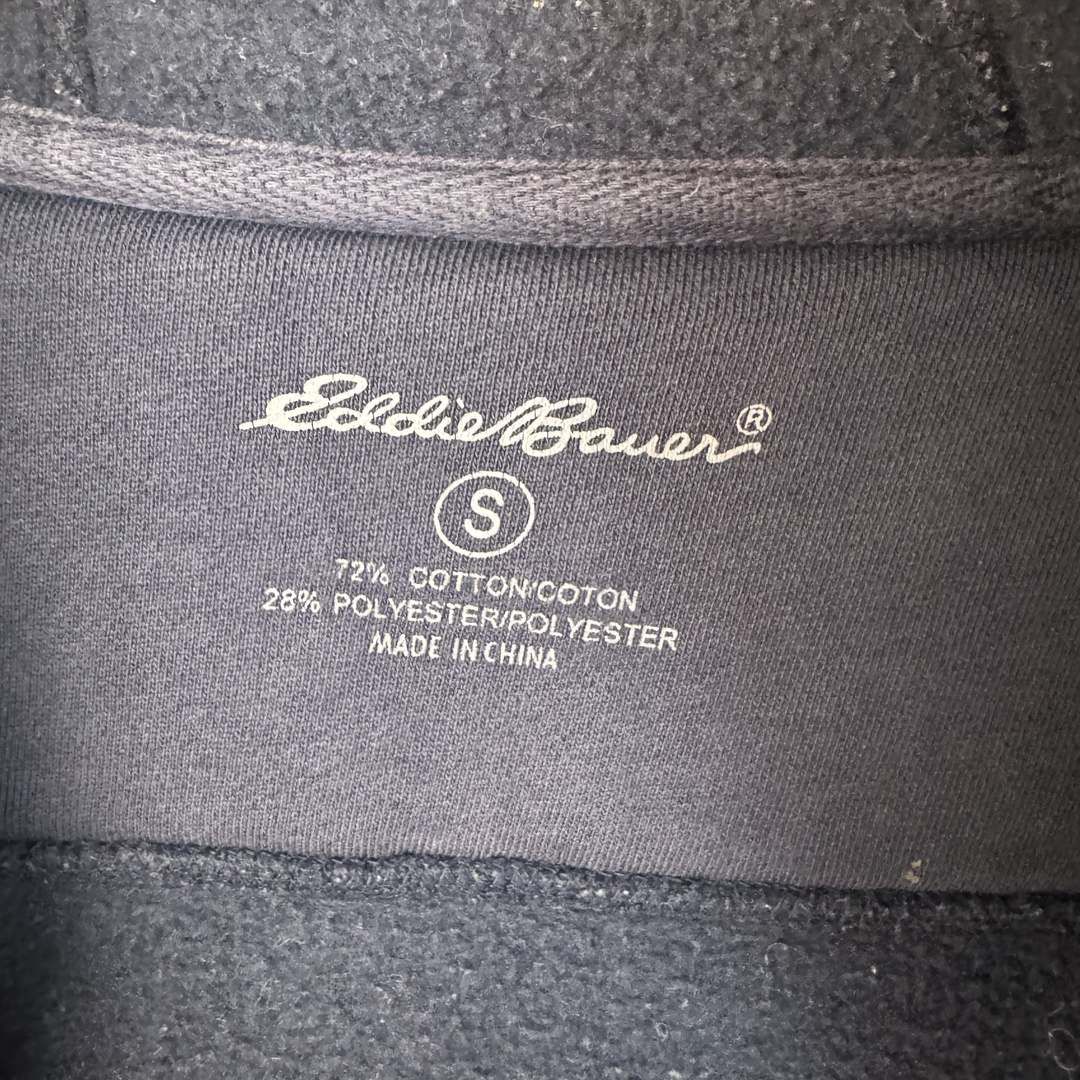 Eddie Bauer®
S
72% COTTON/COTON
28% POLYESTER/POLYESTER
MADE IN CHINA